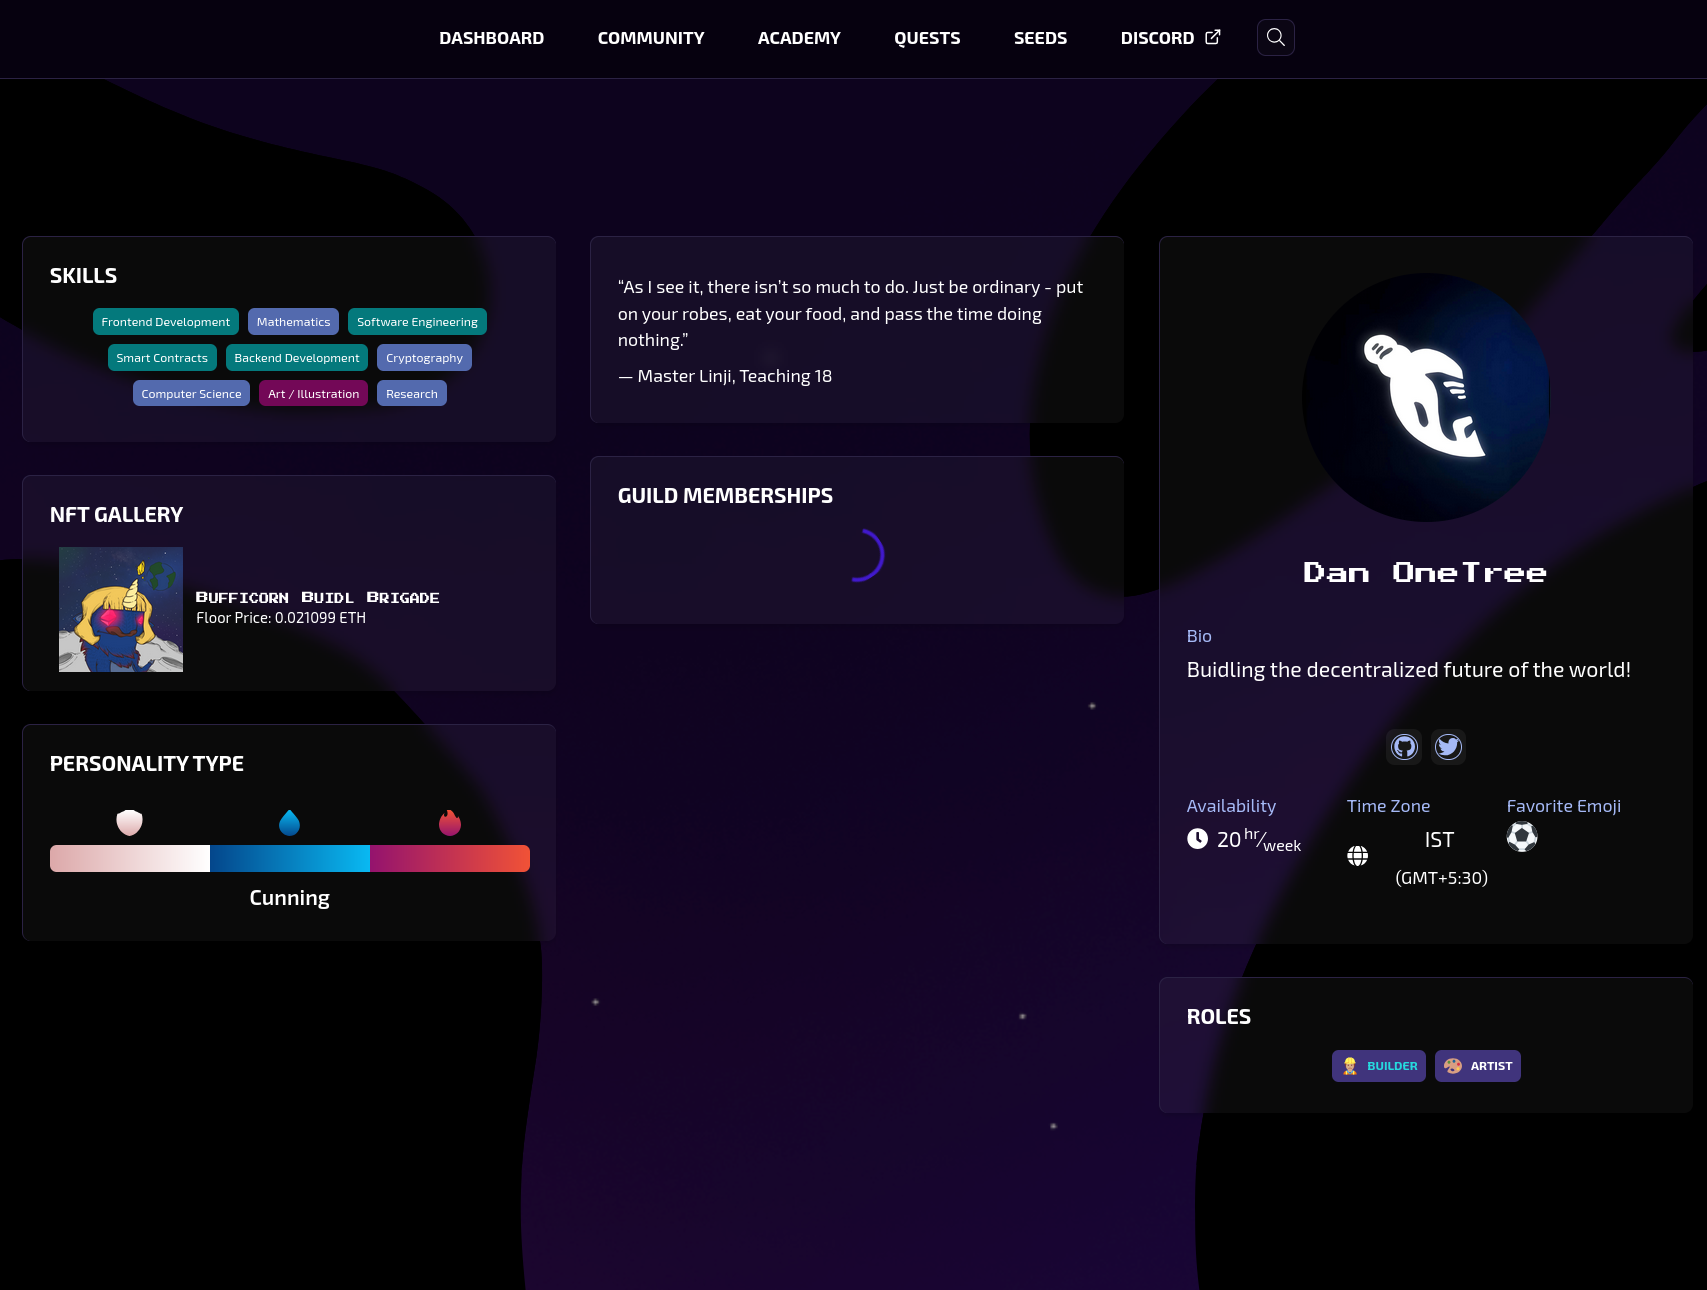 DASHBOARD COMMUNITY ACADEMY QUESTS SEEDS DISCORD
SKILLS
Frontend Development Mathematics Software Engineering
Smart Contracts Backend Development Cryptography
Computer Science Art / Illustration Research
NFT GALLERY
Bufficorn Buidl Brigade
Floor Price: 0.021099 ETH
PERSONALITY TYPE
Cunning
“As I see it, there isn’t so much to do. Just be ordinary - put
on your robes, eat your food, and pass the time doing
nothing.”
— Master Linji, Teaching 18
GUILD MEMBERSHIPS
Dan OneTree
Bio
Buidling the decentralized future of the world!
Availability Time Zone Favorite Emoji
20 hr/week IST
(GMT+5:30)
ROLES
BUILDER ARTIST